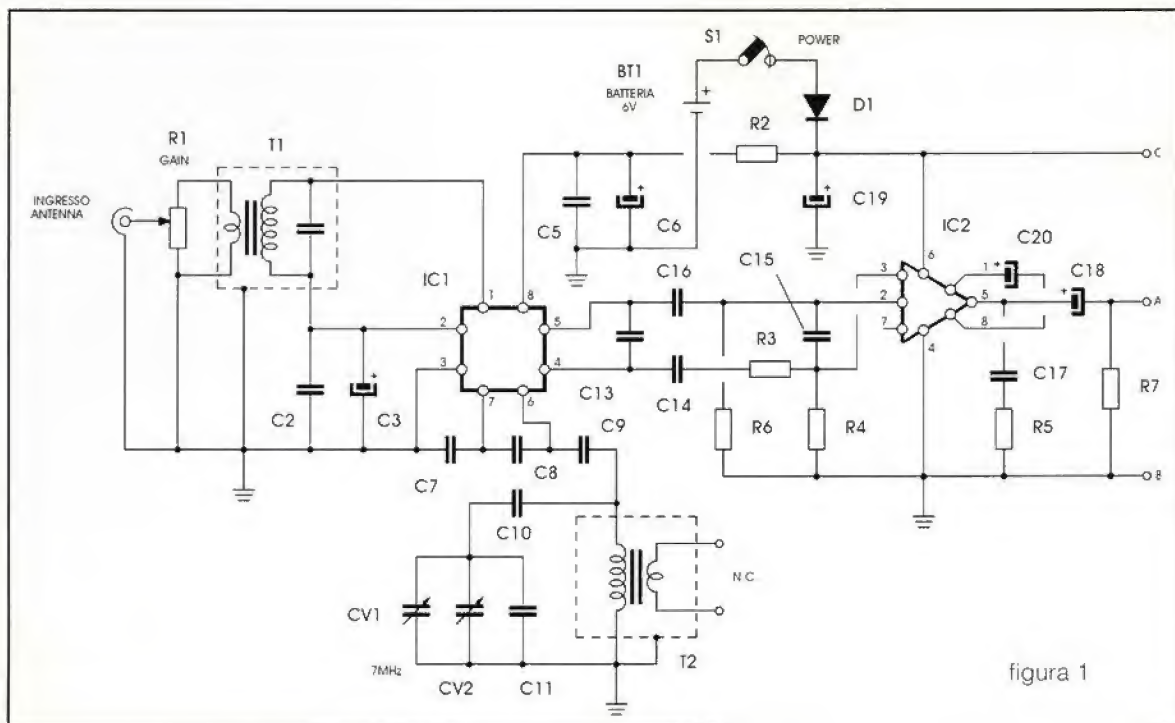 S1
POWER
BT1
BATTERIA
6V
+
D1
R1
GAIN
T1
R2
C
INGRESSO
ANTENNA
C5
+
C6
+
C19
IC2
C20
C15
C16
6
3
1
+
+
C18
IC1
1
8
2
5
A
2
5
7
8
3
4
R3
4
C17
R7
7
6
C13
C14
C2
+
C3
C9
R6
R4
R5
C7
C8
B
C10
N.C.
CV1
7MHz
CV2
C11
T2
figura 1